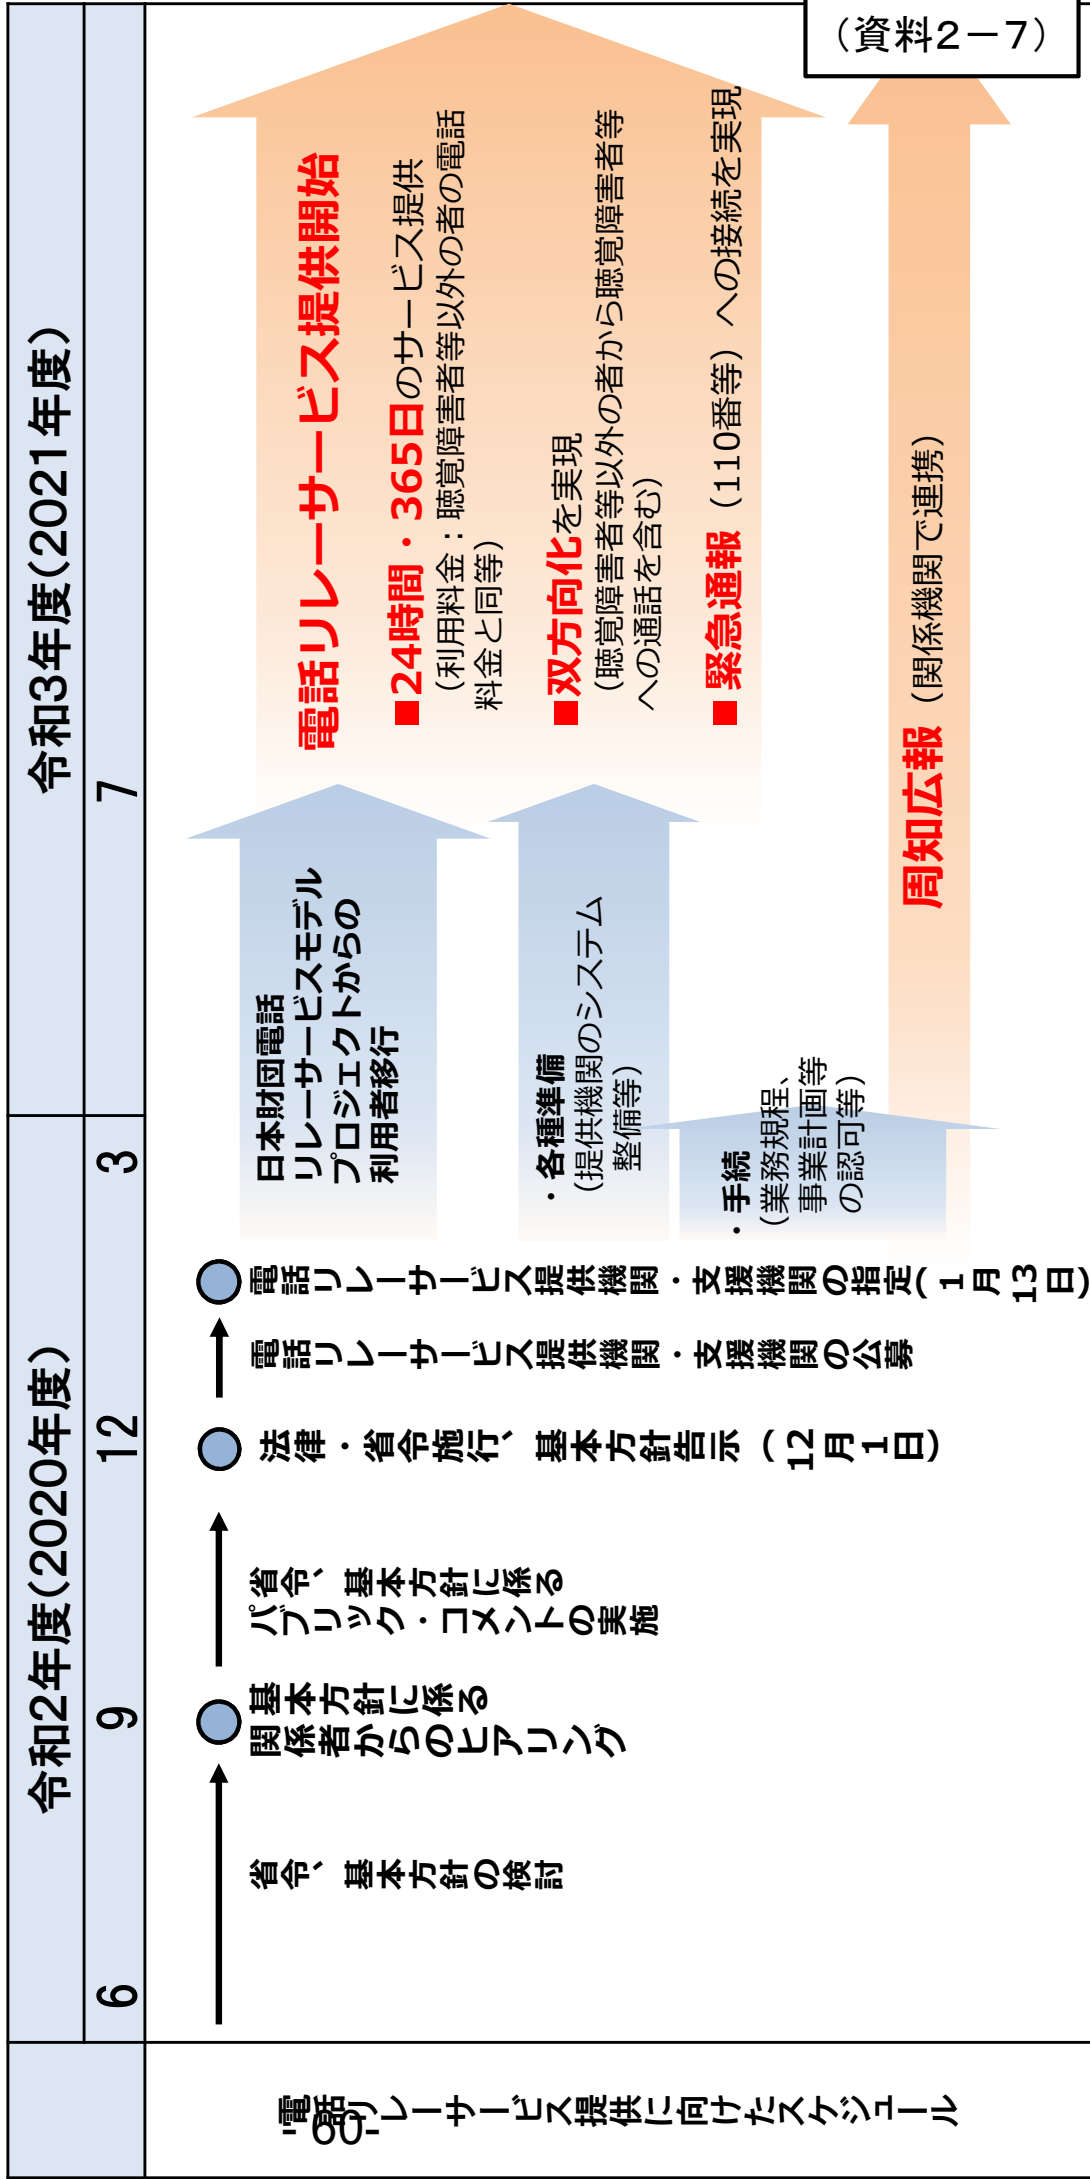 （資料２－７）
令和2年度(2020年度)
令和3年度(2021年度)
6
9
12
3
7
電話リレーサービス提供に向けたスケジュール
省令、基本方針の検討
基本方針に係る
関係者からのヒアリング
省令、基本方針に係る
パブリック・コメントの実施
法律・省令施行、基本方針告示（12月1日）
電話リレーサービス提供機関・支援機関の公募
電話リレーサービス提供機関・支援機関の指定(1月13日)
日本財団電話
リレーサービスモデル
プロジェクトからの
利用者移行
・各種準備
（提供機関のシステム
整備等）
・手続
（業務規程、
事業計画等
の認可等）
電話リレーサービス提供開始
■24時間・365日のサービス提供
（利用料金：聴覚障害者等以外の者の電話
料金と同等）
■双方向化を実現
（聴覚障害者等以外の者から聴覚障害者等
への通話を含む）
■緊急通報（110番等）への接続を実現
周知広報（関係機関で連携）
- 60-